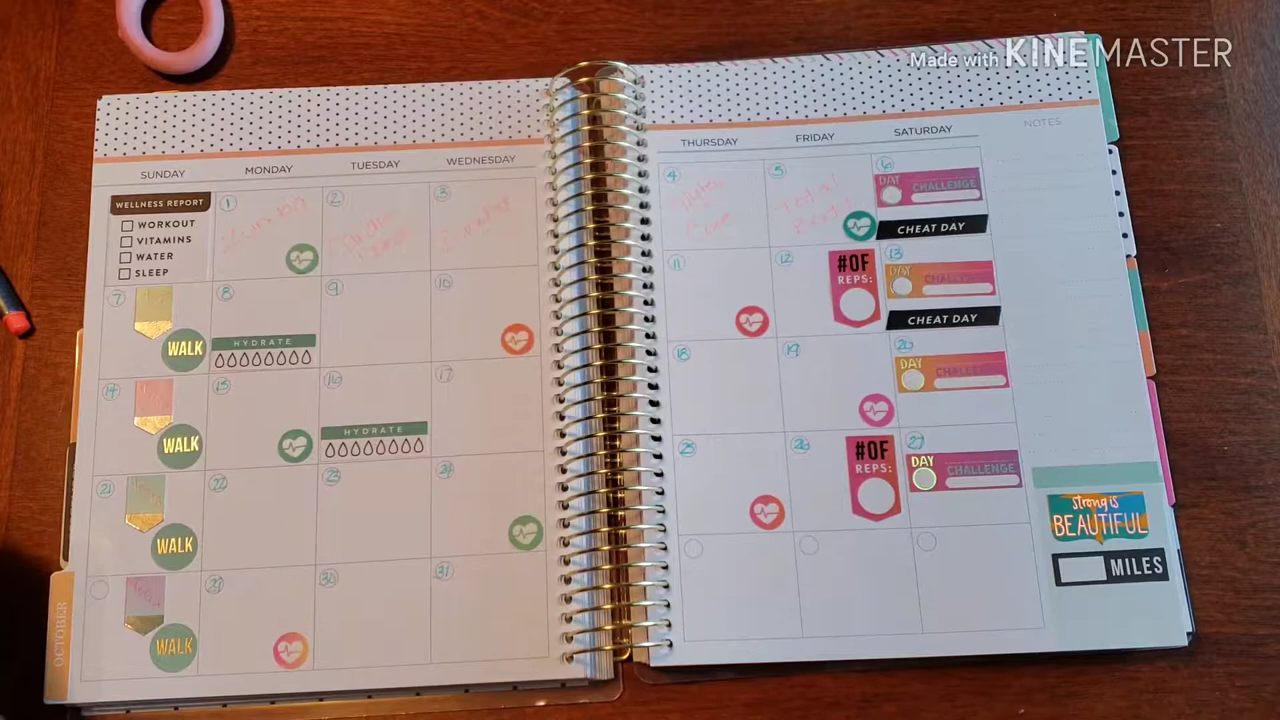 Made with KINEMASTER
SUNDAY MONDAY TUESDAY WEDNESDAY
THURSDAY FRIDAY SATURDAY NOTES
WELLNESS REPORT
WORKOUT
VITAMINS
WATER
SLEEP
1 2 3
Zumba
4 5 6
Total
DAY CHALLENGE
CHEAT DAY
7 8 9 10
WALK
HYDRATE
11 12 13
#OF
REPS:
DAY CHALLENGE
CHEAT DAY
14 15 16 17
WALK
HYDRATE
18 19 20
DAY CHALLENGE
21 22 23 24
WALK
25 26 27
#OF
REPS:
DAY CHALLENGE
29 30 31
WALK
strong is
BEAUTIFUL
MILES
OCTOBER